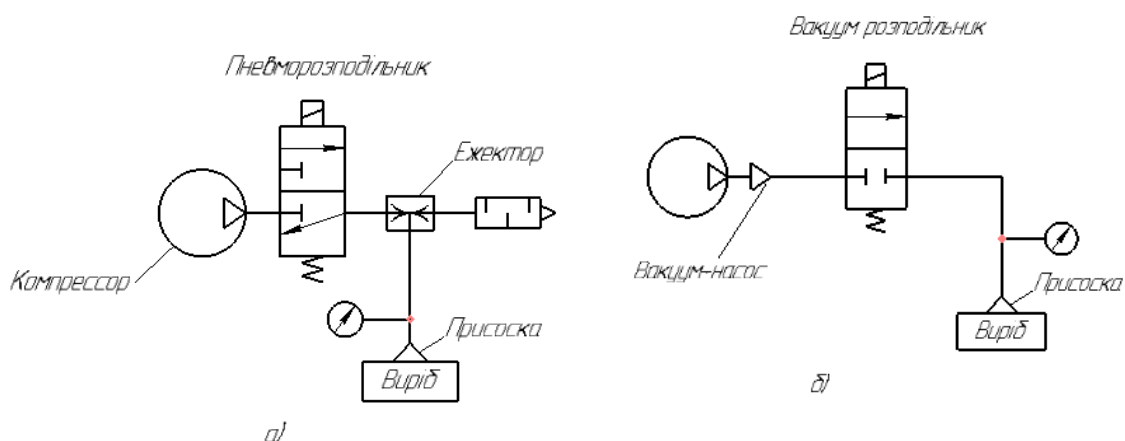 Пневморозподільник
Ежектор
Компрессор
Присоска
Виріб
а)
Вакуум розподільник
Вакуум-насос
Присоска
Виріб
б)